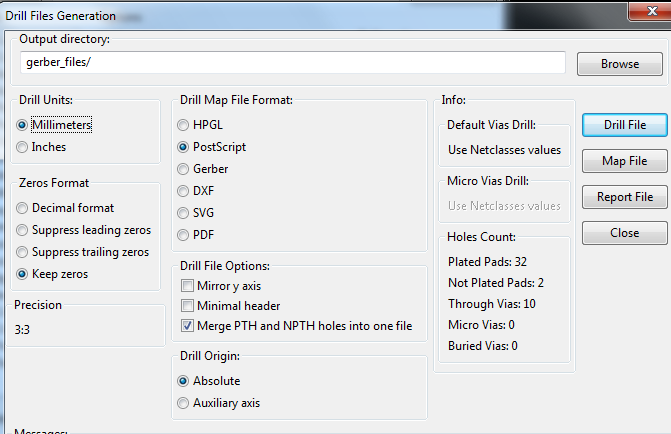 Drill Files Generation
Output directory:
gerber_files/
Browse
Drill Units:
Millimeters
Inches
Zeros Format
Decimal format
Suppress leading zeros
Suppress trailing zeros
Keep zeros
Precision
3:3
Drill Map File Format:
HPGL
PostScript
Gerber
DXF
SVG
PDF
Drill File Options:
Mirror y axis
Minimal header
Merge PTH and NPTH holes into one file
Drill Origin:
Absolute
Auxiliary axis
Info:
Default Vias Drill:
Use Netclasses values
Micro Vias Drill:
Use Netclasses values
Holes Count:
Plated Pads: 32
Not Plated Pads: 2
Through Vias: 10
Micro Vias: 0
Buried Vias: 0
Drill File
Map File
Report File
Close
Messages: